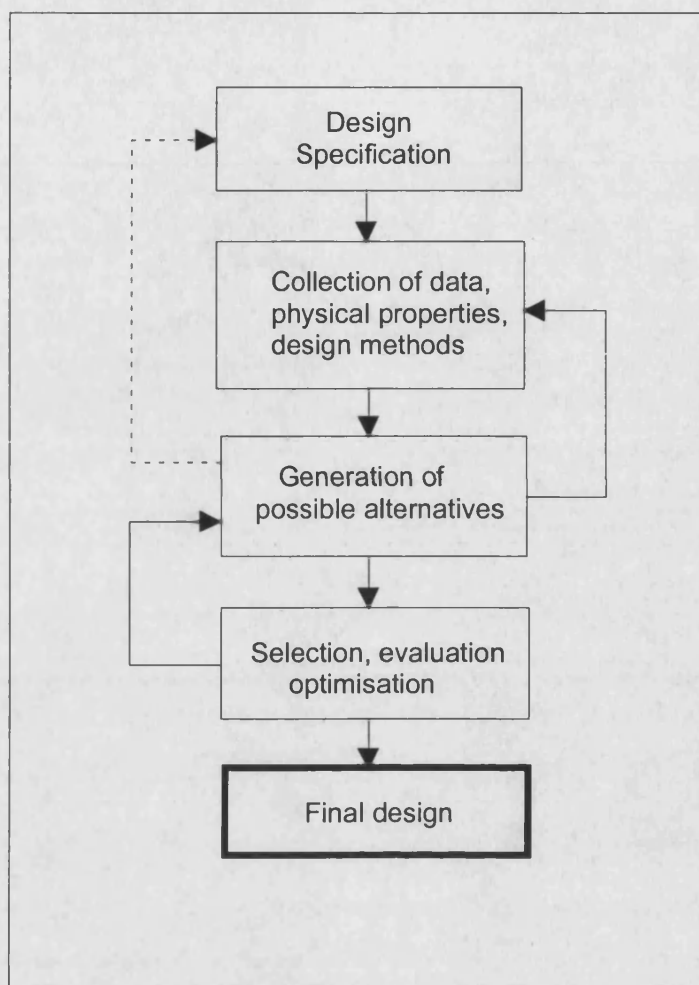 Design
Specification
Collection of data,
physical properties,
design methods
Generation of
possible alternatives
Selection, evaluation
optimisation
Final design